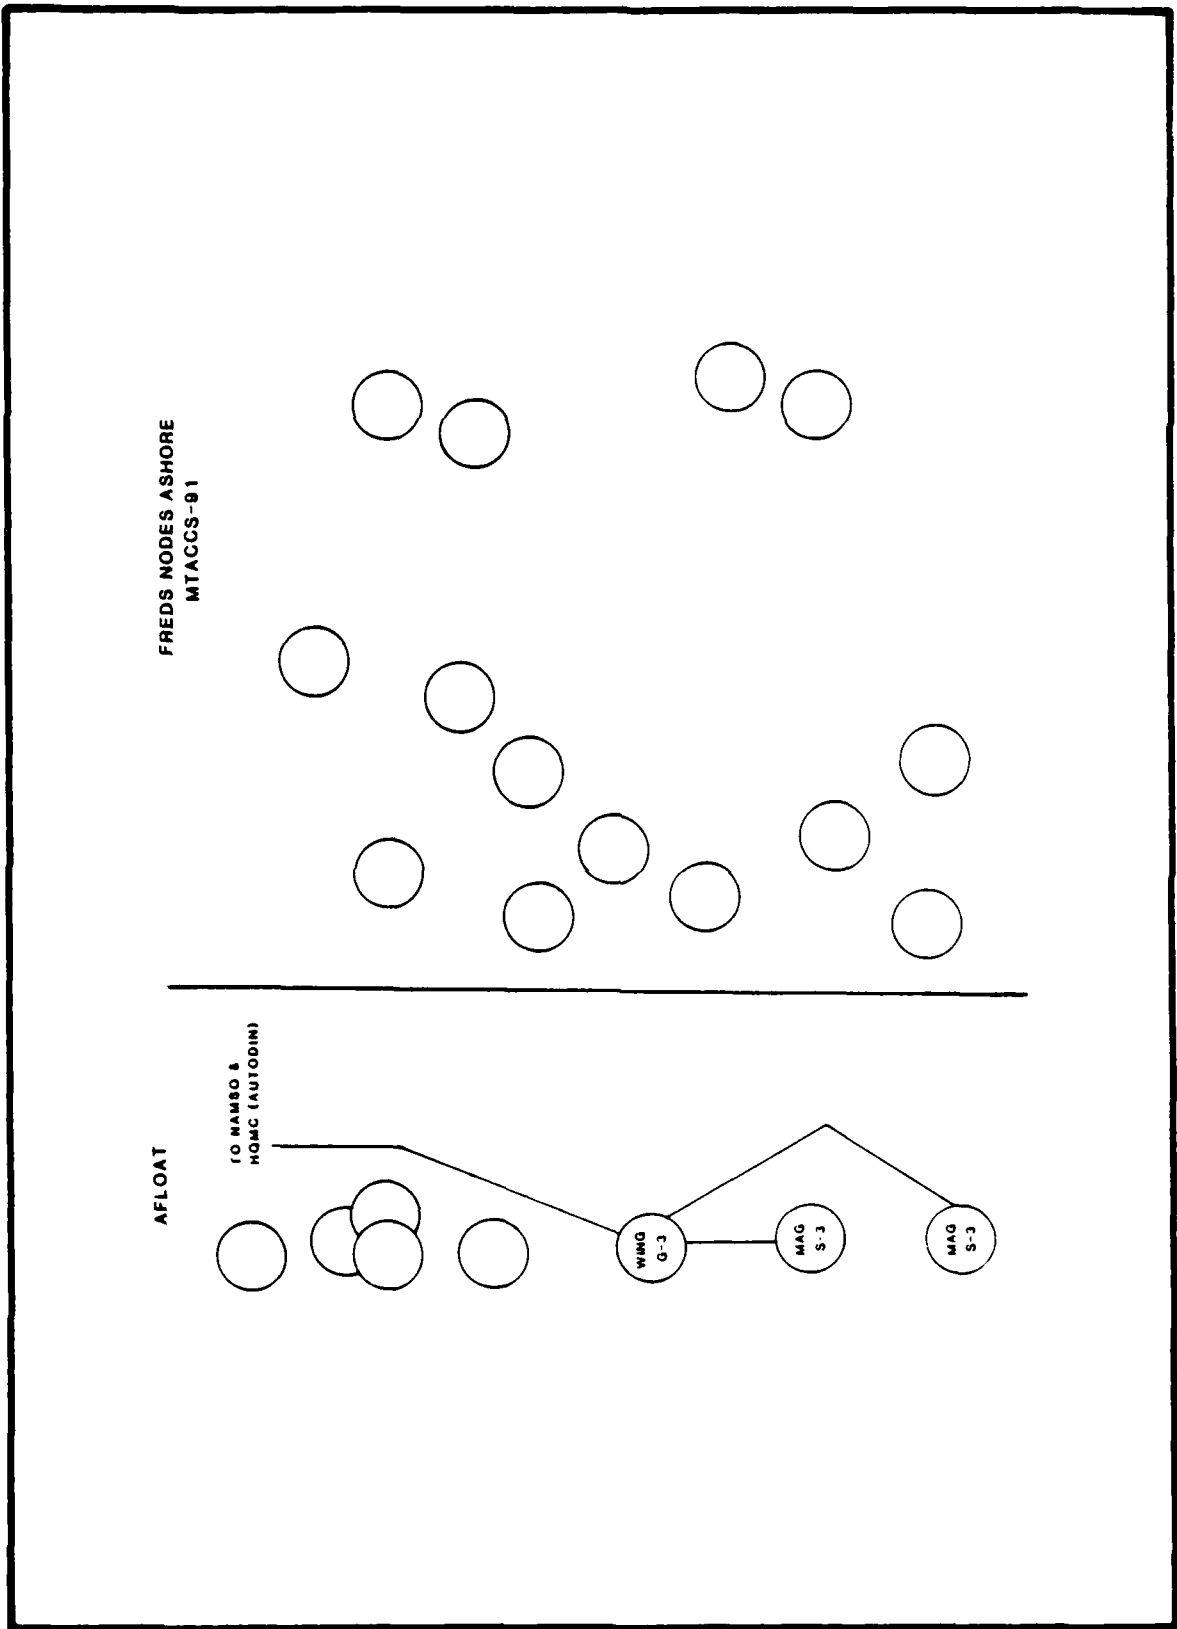 AFLOAT
FREDS NODES ASHORE
MTACCS-91
TO NAMSO &
HQMC (AUTODIN)
WING
G-3
MAG
S-3
MAG
S-3